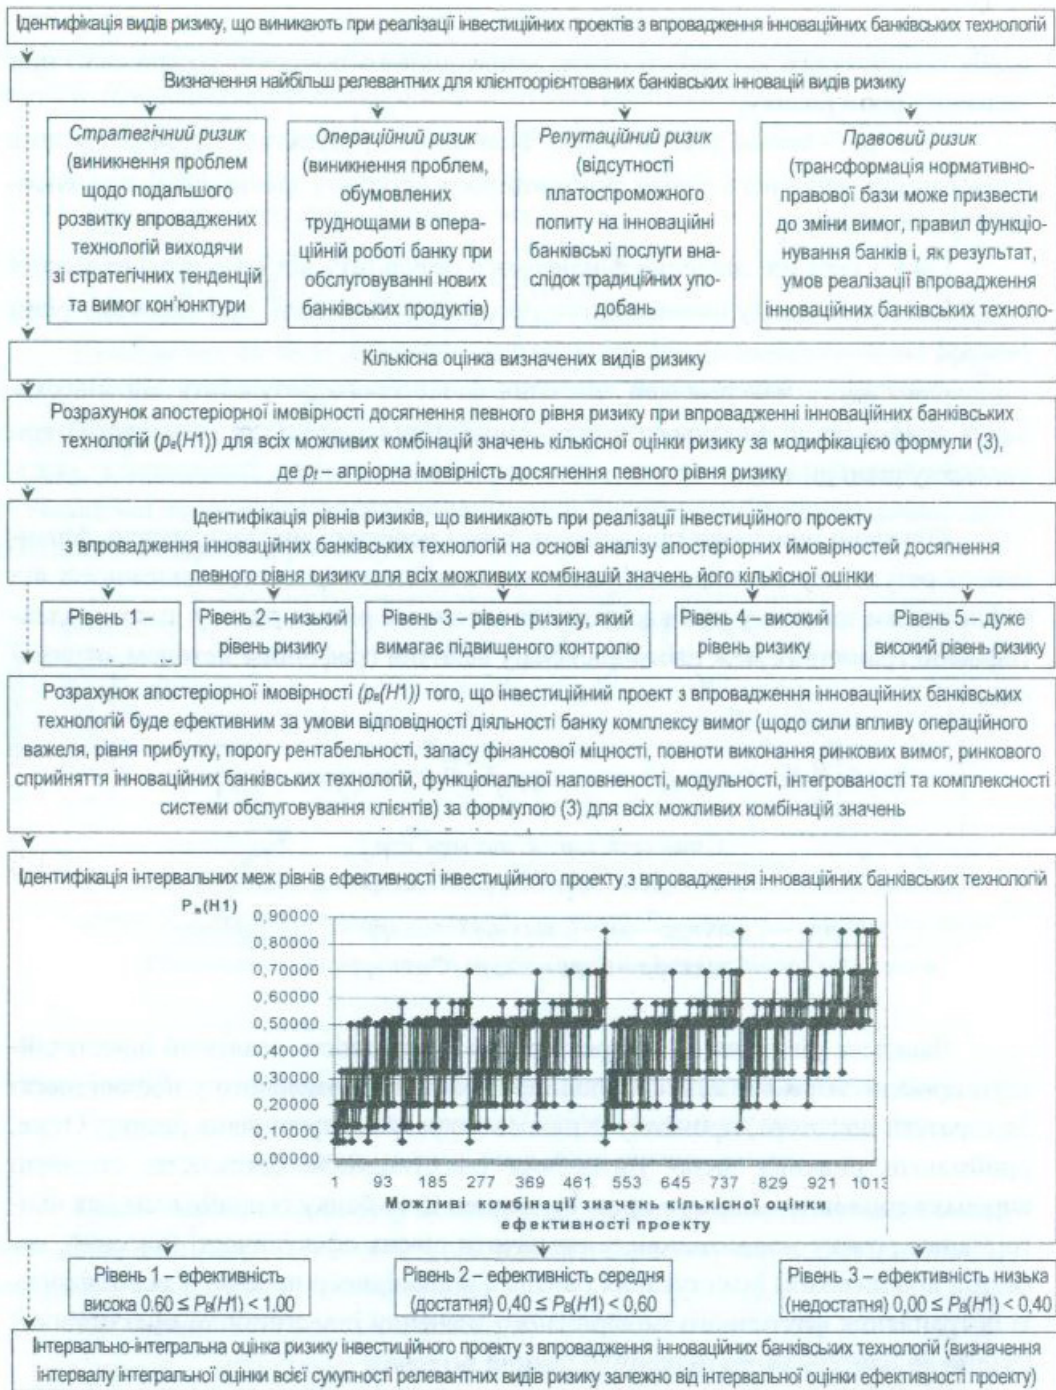 Ідентифікація видів ризику, що виникають при реалізації інвестиційних проектів з впровадження інноваційних банківських технологій
Визначення найбільш релевантних для клієнтоорієнтованих банківських інновацій видів ризику
Стратегічний ризик
(виникнення проблем
щодо подальшого
розвитку впроваджених
технологій виходячи
зі стратегічних тенденцій
та вимог кон'юнктури
Операційний ризик
(виникнення проблем,
обумовлених
труднощами в опера-
ційній роботі банку при
обслуговуванні нових
банківських продуктів)
Репутаційний ризик
(відсутності
платоспроможного
попиту на інноваційні
банківські послуги вна-
слідок традиційних упо-
добань
Правовий ризик
(трансформація нормативно-
правової бази може призвести
до зміни вимог, правил функціо-
нування банків і, як результат,
умов реалізації впровадження
інноваційних банківських техноло-
Кількісна оцінка визначених видів ризику
Розрахунок апостеріорної імовірності досягнення певного рівня ризику при впровадженні інноваційних банківських
технологій (pв(H1)) для всіх можливих комбінацій значень кількісної оцінки ризику за модифікацією формули (3),
де pt – апріорна імовірність досягнення певного рівня ризику
Ідентифікація рівнів ризиків, що виникають при реалізації інвестиційного проекту
з впровадження інноваційних банківських технологій на основі аналізу апостеріорних ймовірностей досягнення
певного рівня ризику для всіх можливих комбінацій значень його кількісної оцінки
Рівень 1 –
Рівень 2 – низький
рівень ризику
Рівень 3 – рівень ризику, який
вимагає підвищеного контролю
Рівень 4 – високий
рівень ризику
Рівень 5 – дуже
високий рівень ризику
Розрахунок апостеріорної імовірності (pв(H1)) того, що інвестиційний проект з впровадження інноваційних банківських
технологій буде ефективним за умови відповідності діяльності банку комплексу вимог (щодо сили впливу операційного
важеля, рівня прибутку, порогу рентабельності, запасу фінансової міцності, повноти виконання ринкових вимог, ринкового
сприйняття інноваційних банківських технологій, функціональної наповненості, модульності, інтегрованості та комплексності
системи обслуговування клієнтів) за формулою (3) для всіх можливих комбінацій значень
Ідентифікація інтервальних меж рівнів ефективності інвестиційного проекту з впровадження інноваційних банківських технологій
Pв(H1)
0,90000
0,80000
0,70000
0,60000
0,50000
0,40000
0,30000
0,20000
0,10000
0,00000
1 93 185 277 369 461 553 645 737 829 921 1013
Можливі комбінації значень кількісної оцінки
ефективності проекту
Рівень 1 - ефективність
висока 0.60 ≤ Pв(H1) < 1.00
Рівень 2 – ефективність середня
(достатня) 0,40 ≤ Pв(H1) < 0,60
Рівень 3 – ефективність низька
(недостатня) 0,00 ≤ Pв(H1) < 0,40
Інтервально-інтегральна оцінка ризику інвестиційного проекту з впровадження інноваційних банківських технологій (визначення
інтервалу інтегральної оцінки всієї сукупності релевантних видів ризику залежно від інтервальної оцінки ефективності проекту)